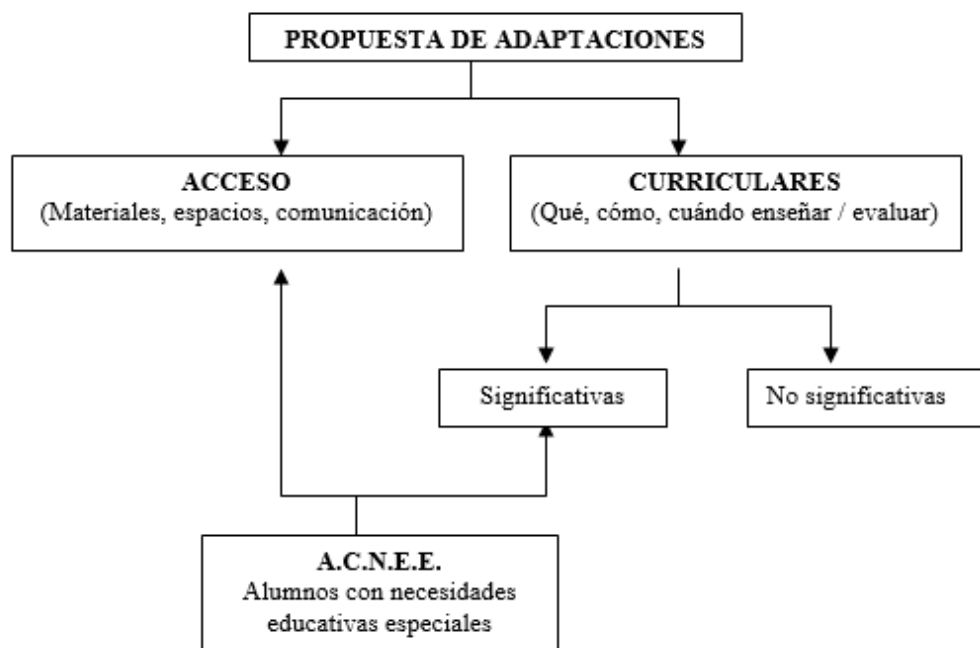 PROPUESTA DE ADAPTACIONES
ACCESO
(Materiales, espacios, comunicación)
CURRICULARES
(Qué, cómo, cuándo enseñar / evaluar)
Significativas
No significativas
A.C.N.E.E.
Alumnos con necesidades
educativas especiales